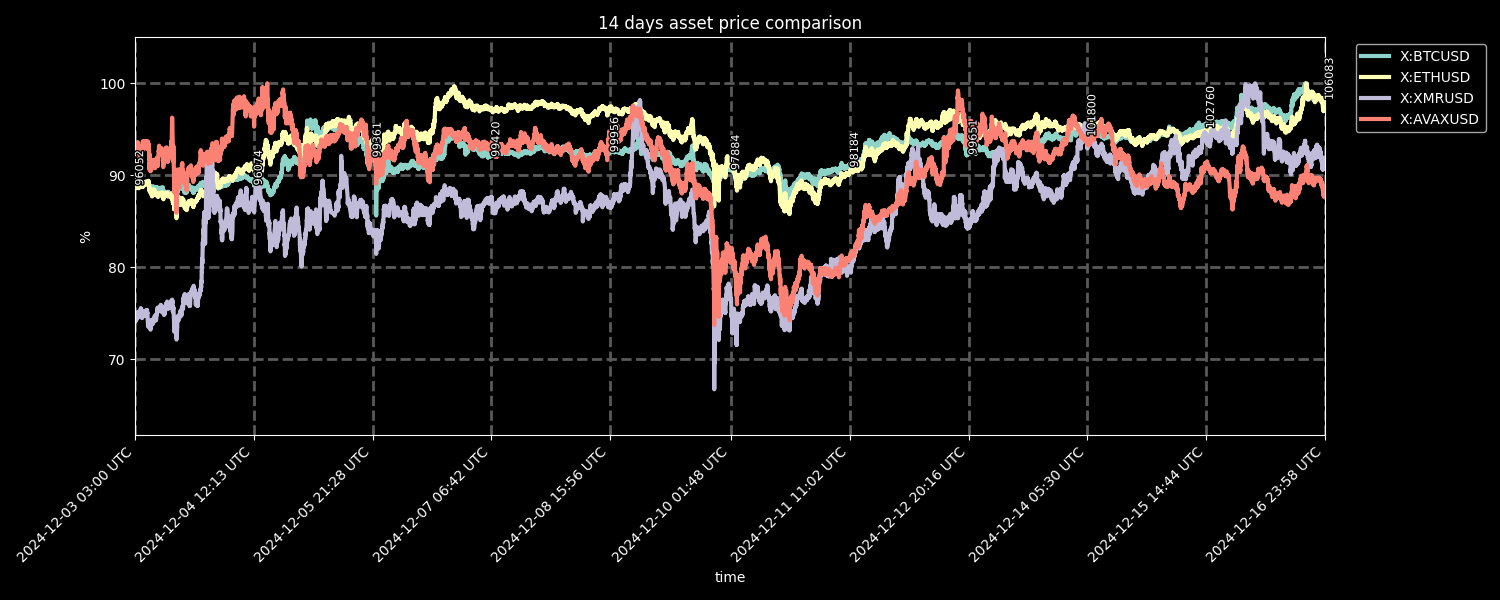 14 days asset price comparison
X:BTCUSD
X:ETHUSD
X:XMRUSD
X:AVAXUSD
%
100
90
80
70
96052
96074
99361
99420
99956
97884
98184
99651
101800
102760
106083
2024-12-03 03:00 UTC
2024-12-04 12:13 UTC
2024-12-05 21:28 UTC
2024-12-07 06:42 UTC
2024-12-08 15:56 UTC
2024-12-10 01:48 UTC
2024-12-11 11:02 UTC
2024-12-12 20:16 UTC
2024-12-14 05:30 UTC
2024-12-15 14:44 UTC
2024-12-16 23:58 UTC
time